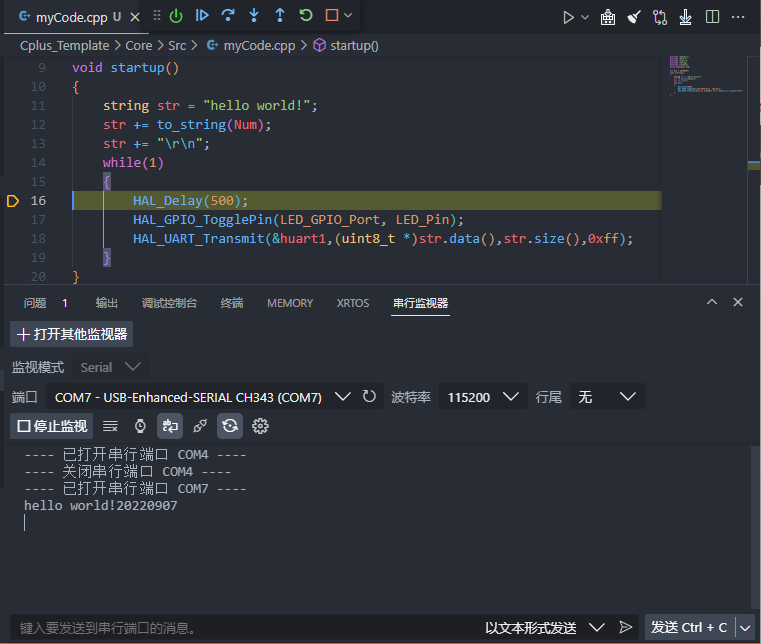 myCode.cpp U
Cplus_Template > Core > Src > myCode.cpp > startup()
9 void startup()
10 {
11 string str = "hello world!";
12 str += to_string(Num);
13 str += "\r\n";
14 while(1)
15 {
16 HAL_Delay(500);
17 HAL_GPIO_TogglePin(LED_GPIO_Port, LED_Pin);
18 HAL_UART_Transmit(&huart1,(uint8_t *)str.data(),str.size(),0xff);
19 }
20 }
问题 1 输出 调试控制台 终端 MEMORY XRTOS 串行监视器
打开其他监视器
监视模式 Serial
端口 COM7 - USB-Enhanced-SERIAL CH343 (COM7) 波特率 115200 行尾 无
停止监视
---- 已打开串行端口 COM4 ----
---- 关闭串行端口 COM4 ----
---- 已打开串行端口 COM7 ----
hello world!20220907
键入要发送到串行端口的消息。 以文本形式发送 发送 Ctrl + C